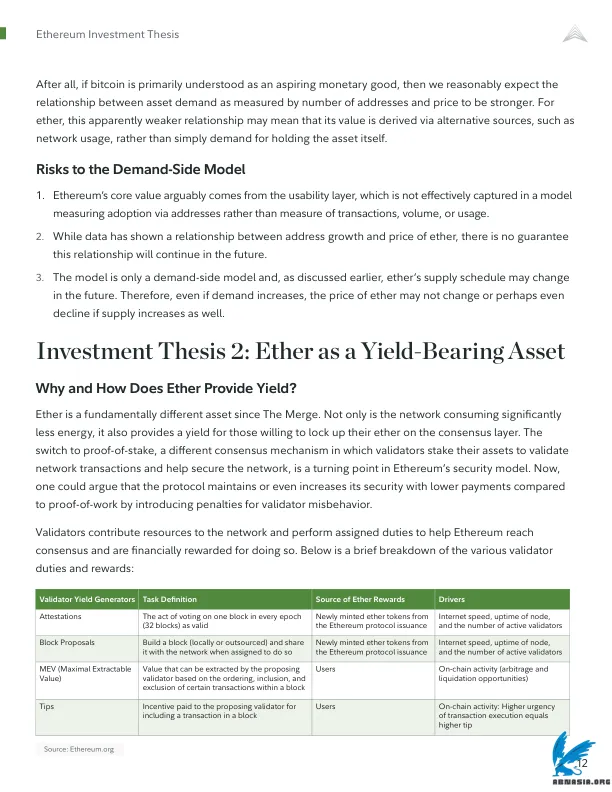 Ethereum Investment Thesis
After all, if bitcoin is primarily understood as an aspiring monetary good, then we reasonably expect the
relationship between asset demand as measured by number of addresses and price to be stronger. For
ether, this apparently weaker relationship may mean that its value is derived via alternative sources, such as
network usage, rather than simply demand for holding the asset itself.
Risks to the Demand-Side Model
1. Ethereum's core value arguably comes from the usability layer, which is not effectively captured in a model
measuring adoption via addresses rather than measure of transactions, volume, or usage.
2. While data has shown a relationship between address growth and price of ether, there is no guarantee
this relationship will continue in the future.
3. The model is only a demand-side model and, as discussed earlier, ether's supply schedule may change
in the future. Therefore, even if demand increases, the price of ether may not change or perhaps even
decline if supply increases as well.
Investment Thesis 2: Ether as a Yield-Bearing Asset
Why and How Does Ether Provide Yield?
Ether is a fundamentally different asset since The Merge. Not only is the network consuming significantly
less energy, it also provides a yield for those willing to lock up their ether on the consensus layer. The
switch to proof-of-stake, a different consensus mechanism in which validators stake their assets to validate
network transactions and help secure the network, is a turning point in Ethereum's security model. Now,
one could argue that the protocol maintains or even increases its security with lower payments compared
to proof-of-work by introducing penalties for validator misbehavior.
Validators contribute resources to the network and perform assigned duties to help Ethereum reach
consensus and are financially rewarded for doing so. Below is a brief breakdown of the various validator
duties and rewards:
Validator Yield Generators Task Definition Source of Ether Rewards Drivers
Attestations The act of voting on one block in every epoch Newly minted ether tokens from Internet speed, uptime of node,
(32 blocks) as valid the Ethereum protocol issuance and the number of active validators
Block Proposals Build a block (locally or outsourced) and share Newly minted ether tokens from Internet speed, uptime of node,
it with the network when assigned to do so the Ethereum protocol issuance and the number of active validators
MEV (Maximal Extractable Value that can be extracted by the proposing Users On-chain activity (arbitrage and
Value) validator based on the ordering, inclusion, and liquidation opportunities)
exclusion of certain transactions within a block
Tips Incentive paid to the proposing validator for Users On-chain activity: Higher urgency
including a transaction in a block of transaction execution equals
higher tip
Source: Ethereum.org
12
ABNASIA.ORG